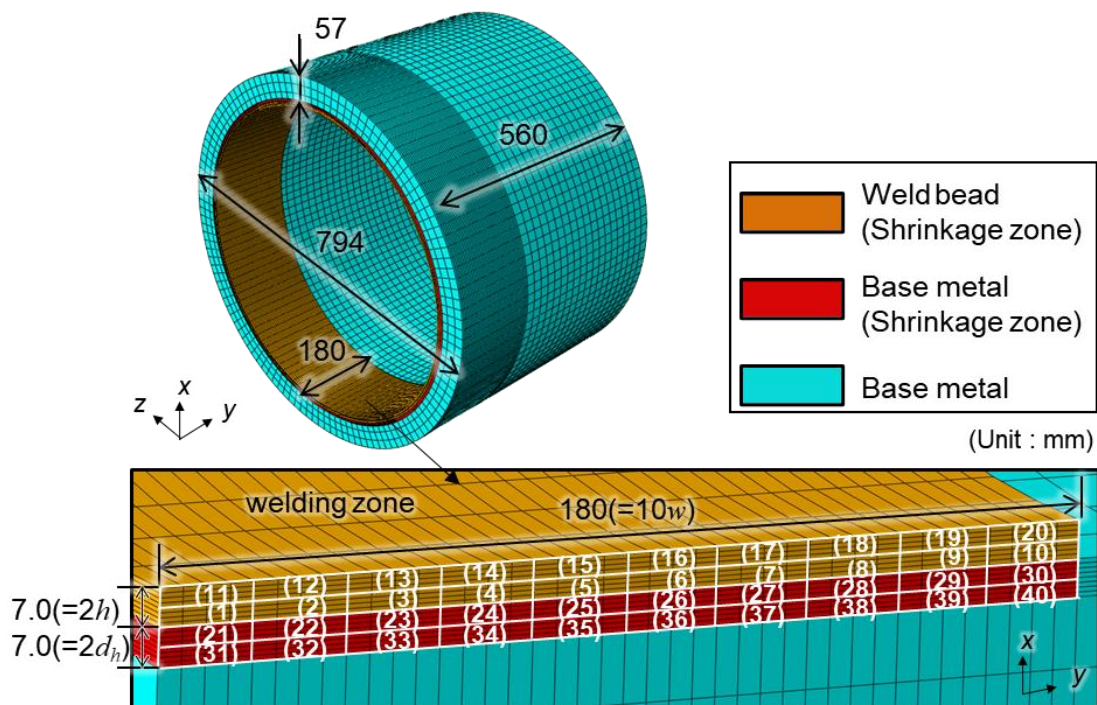 57
560
794
180
z
x
y
Weld bead
(Shrinkage zone)
Base metal
(Shrinkage zone)
Base metal
(Unit : mm)
welding zone
180(=10w)
(11) (12) (13) (14) (15) (16) (17) (18) (19) (20)
(1) (2) (3) (4) (5) (6) (7) (8) (9) (10)
(21) (22) (23) (24) (25) (26) (27) (28) (29) (30)
(31) (32) (33) (34) (35) (36) (37) (38) (39) (40)
7.0(=2h)
7.0(=2d_h)
x
y